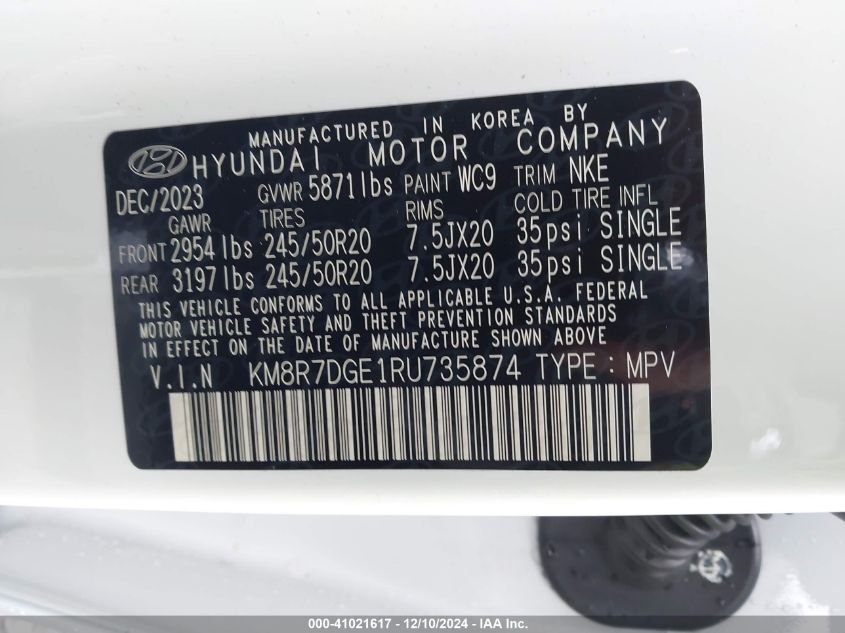 MANUFACTURED IN KOREA BY
HYUNDAI MOTOR COMPANY
DEC/2023 GVWR 5871lbs PAINT WC9 TRIM NKE
GAWR TIRES RIMS COLD TIRE INFL
FRONT 2954lbs 245/50R20 7.5JX20 35psi SINGLE
REAR 3197lbs 245/50R20 7.5JX20 35psi SINGLE
THIS VEHICLE CONFORMS TO ALL APPLICABLE U.S.A. FEDERAL
MOTOR VEHICLE SAFETY AND THEFT PREVENTION STANDARDS
IN EFFECT ON THE DATE OF MANUFACTURE SHOWN ABOVE
V.I.N KM8R7DGE1RU735874 TYPE : MPV
000-41021617 - 12/10/2024 - IAA Inc.